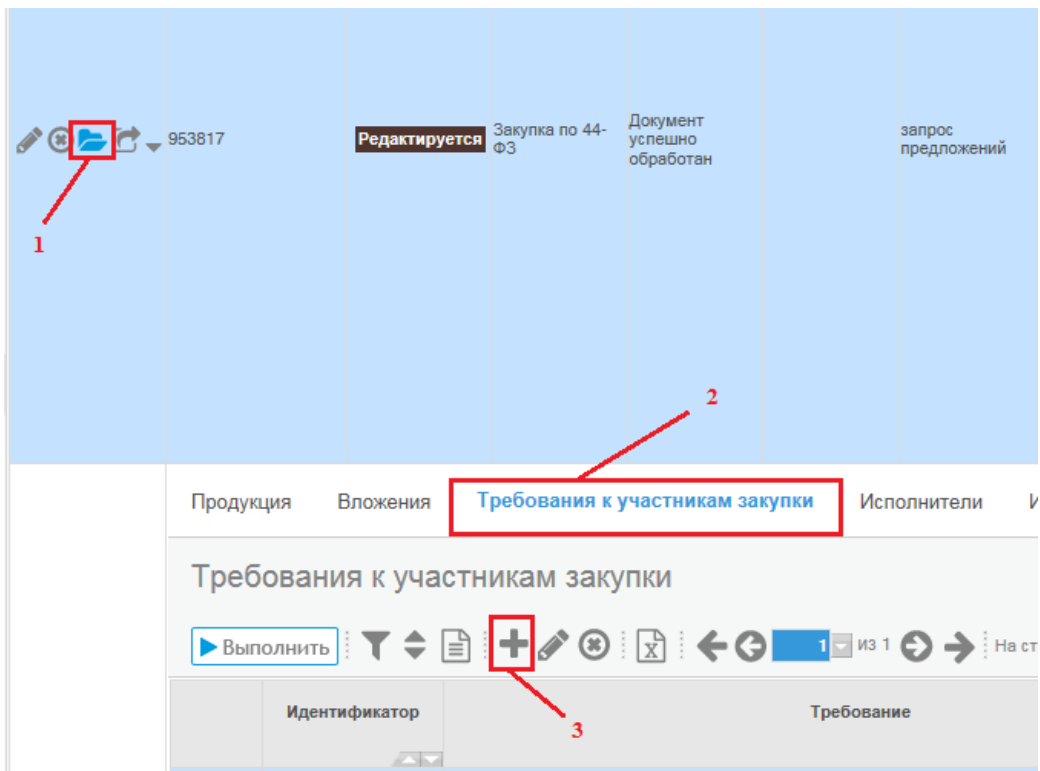 953817
Редактируется
Закупка по 44-
ФЗ
Документ
успешно
обработан
запрос
предложений
1
2
Продукция Вложения Требования к участникам закупки Исполнители И
Требования к участникам закупки
Выполнить 1 из 1 На ст
Идентификатор Требование
3